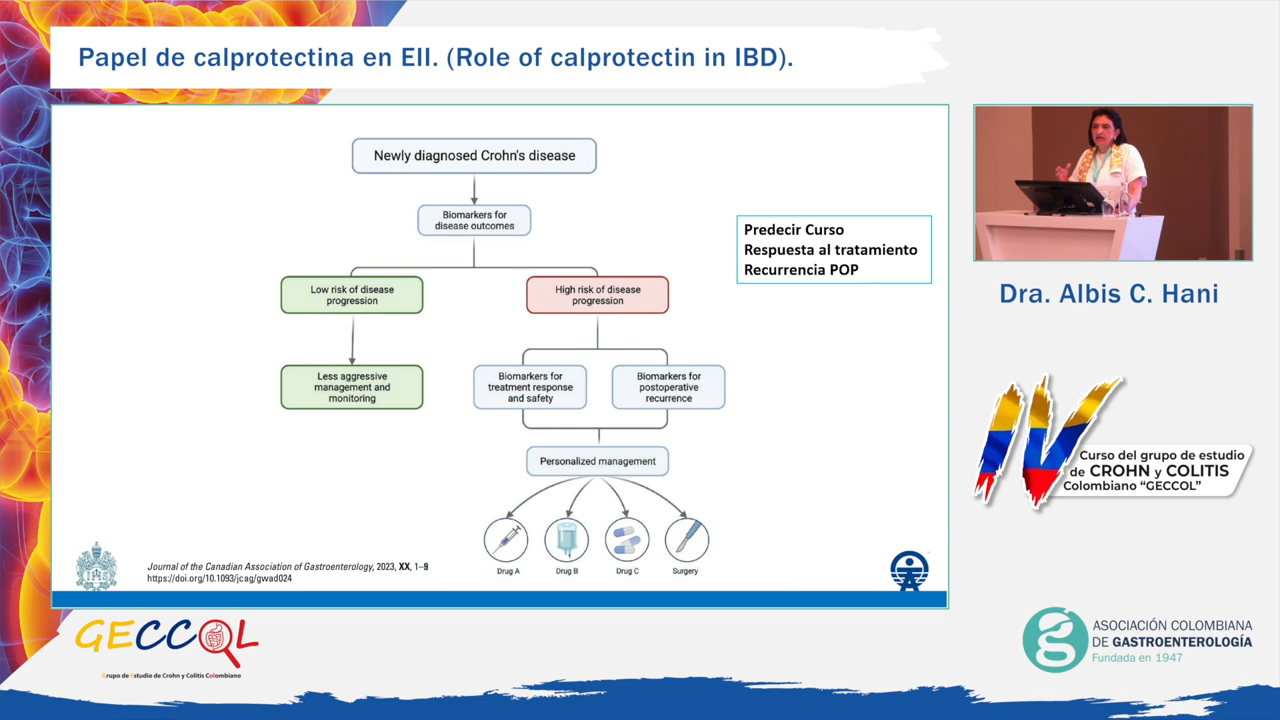 Papel de calprotectina en EII. (Role of calprotectin in IBD).
Newly diagnosed Crohn's disease
Biomarkers for
disease outcomes
Predecir Curso
Respuesta al tratamiento
Recurrencia POP
Low risk of disease
progression
High risk of disease
progression
Less aggressive
management and
monitoring
Biomarkers for
treatment response
and safety
Biomarkers for
postoperative
recurrence
Personalized management
Drug A
Drug B
Drug C
Surgery
Journal of the Canadian Association of Gastroenterology, 2023, XX, 1–9
https://doi.org/10.1093/jcag/gwad024
Dra. Albis C. Hani
IV
Curso del grupo de estudio
de CROHN y COLITIS
Colombiano "GECCOL"
GECCOL
Grupo de Estudio de Crohn y Colitis Colombiano
ASOCIACIÓN COLOMBIANA
DE GASTROENTEROLOGÍA
Fundada en 1947